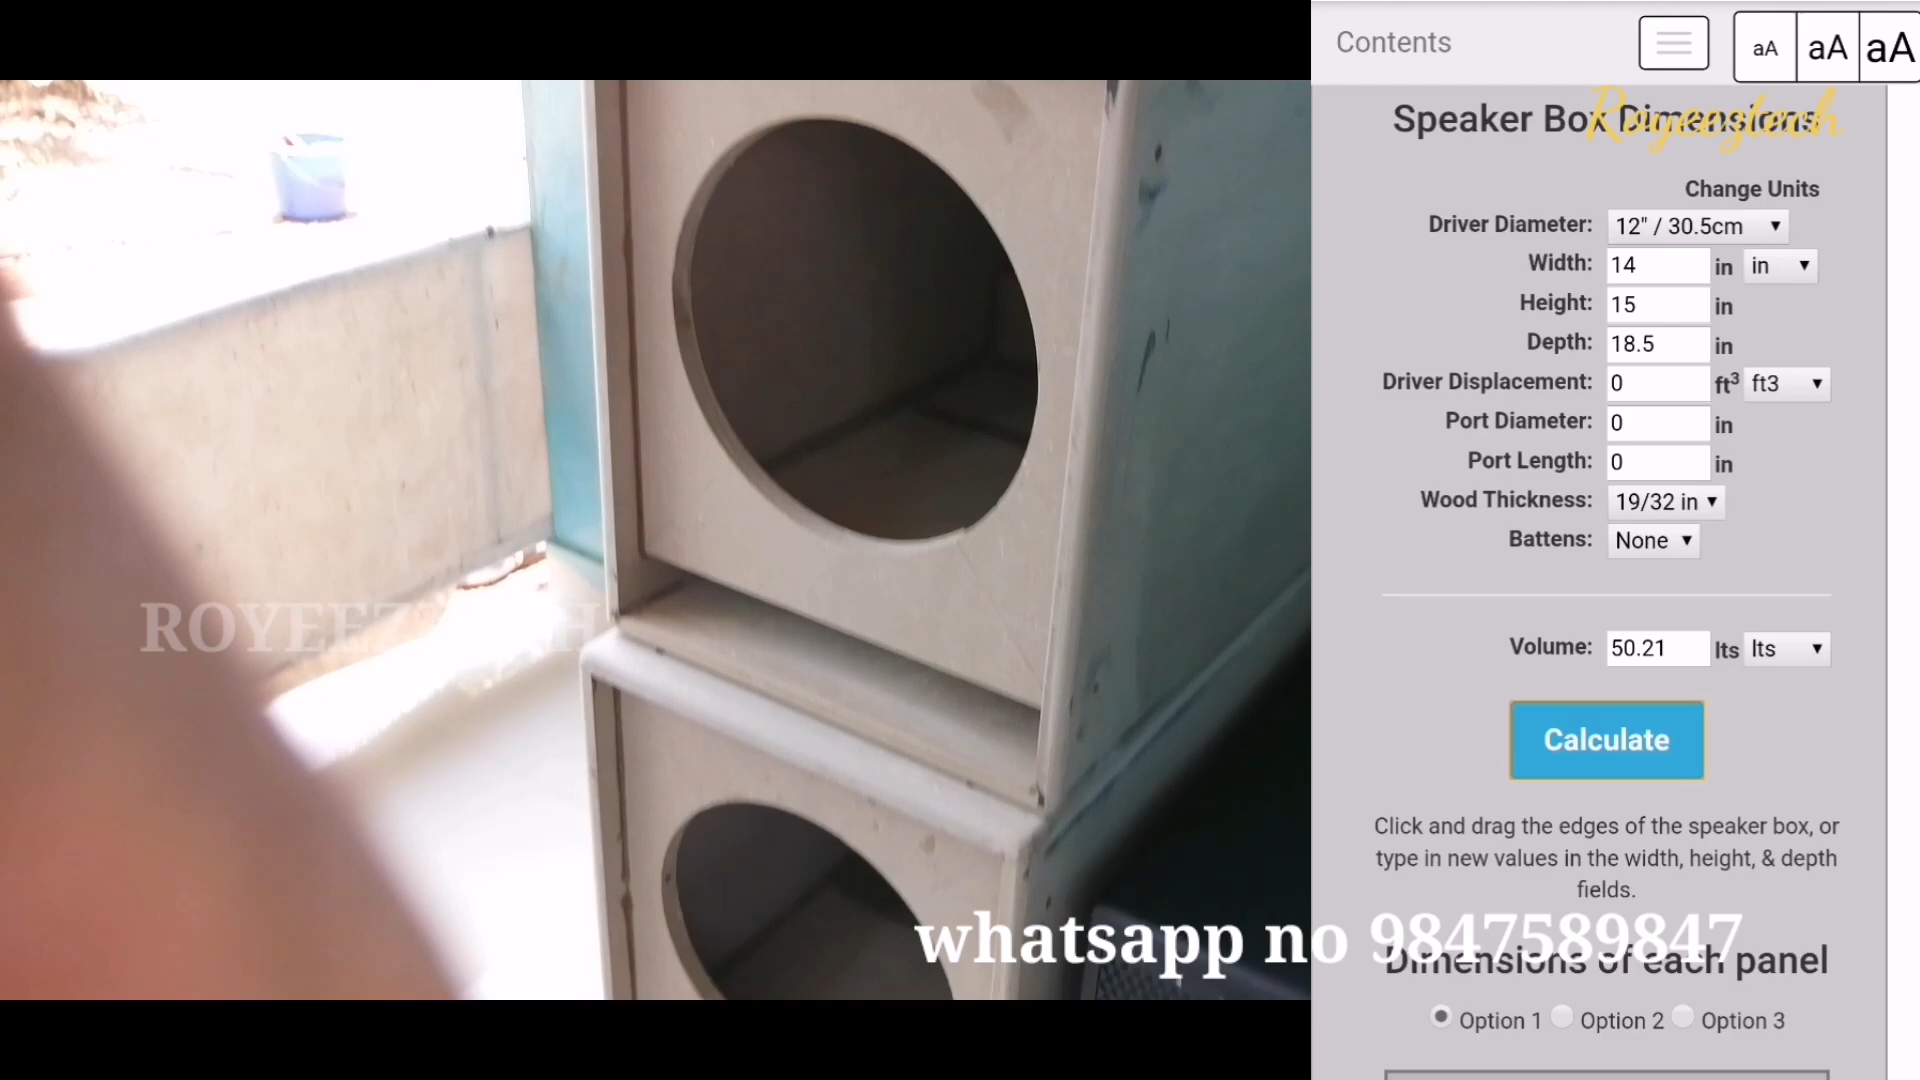 Contents
aA aA aA
Speaker Box Dimensions
Royeeztech
Change Units
Driver Diameter: 12" / 30.5cm
Width: 14 in in
Height: 15 in
Depth: 18.5 in
Driver Displacement: 0 ft³ ft3
Port Diameter: 0 in
Port Length: 0 in
Wood Thickness: 19/32 in
Battens: None
ROYEEZ TECH
Volume: 50.21 lts lts
Calculate
Click and drag the edges of the speaker box, or
type in new values in the width, height, & depth
fields.
whatsapp no 9847589847
Dimensions of each panel
Option 1 Option 2 Option 3